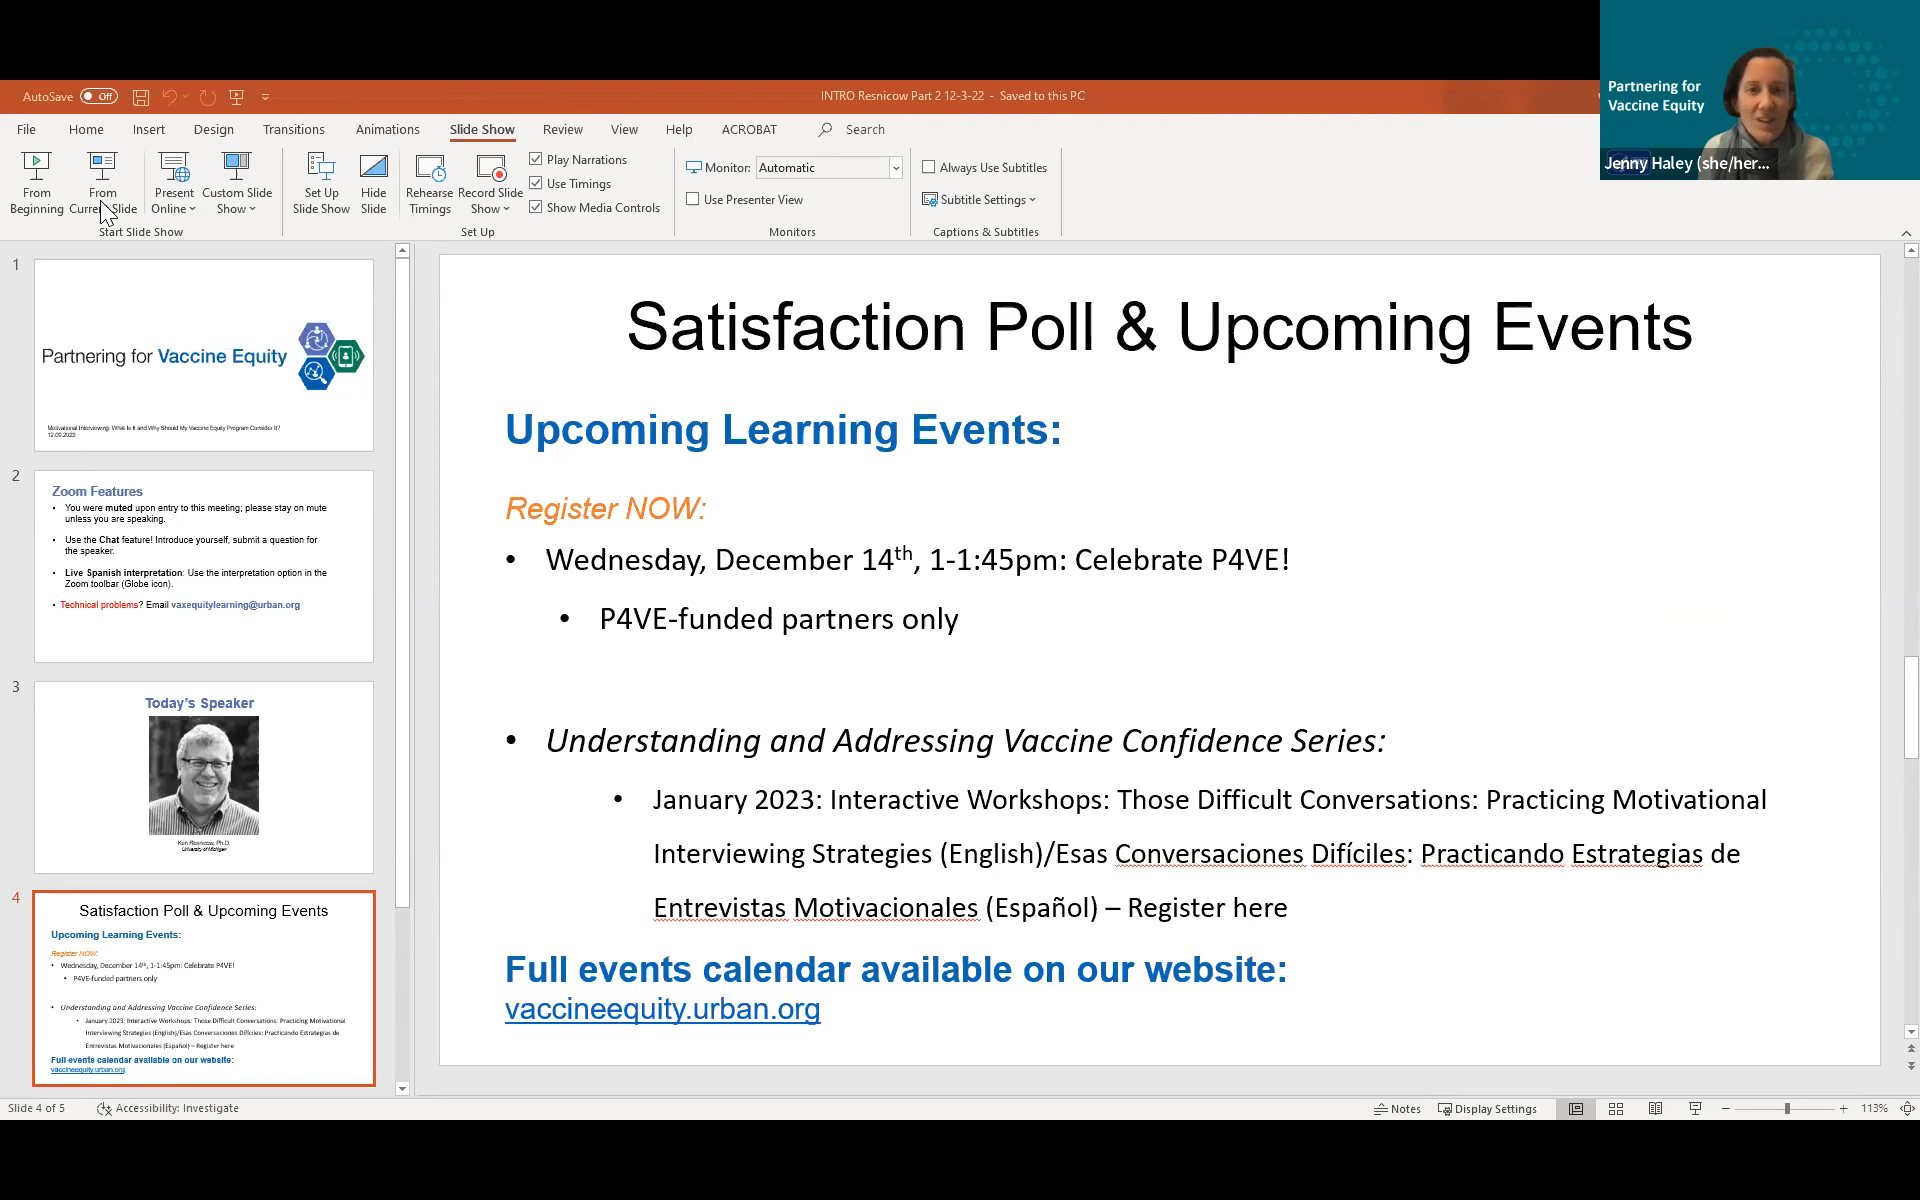 AutoSave Off
INTRO Resnicow Part 2 12-3-22 - Saved to this PC
Partnering for
Vaccine Equity
Jenny Haley (she/her...
File Home Insert Design Transitions Animations Slide Show Review View Help ACROBAT Search
From Beginning
From Current Slide
Present Online
Custom Slide Show
Start Slide Show
Set Up Slide Show
Hide Slide
Rehearse Timings
Record Slide Show
Play Narrations
Use Timings
Show Media Controls
Set Up
Monitor: Automatic
Use Presenter View
Monitors
Always Use Subtitles
Subtitle Settings
Captions & Subtitles
1
Partnering for Vaccine Equity
Motivational Interviewing: What Is It and Why Should My Vaccine Equity Program Consider It?
12.09.2022
2
Zoom Features
• You were muted upon entry to this meeting; please stay on mute
unless you are speaking.
• Use the Chat feature! Introduce yourself, submit a question for
the speaker.
• Live Spanish interpretation: Use the interpretation option in the
Zoom toolbar (Globe icon).
• Technical problems? Email vaxequitylearning@urban.org
3
Today's Speaker
Ken Resnicow, Ph.D.
University of Michigan
4
Satisfaction Poll & Upcoming Events
Upcoming Learning Events:
Register NOW:
• Wednesday, December 14th, 1-1:45pm: Celebrate P4VE!
• P4VE-funded partners only
• Understanding and Addressing Vaccine Confidence Series:
• January 2023: Interactive Workshops: Those Difficult Conversations: Practicing Motivational
Interviewing Strategies (English)/Esas Conversaciones Difíciles: Practicando Estrategias de
Entrevistas Motivacionales (Español) – Register here
Full events calendar available on our website:
vaccineequity.urban.org
Satisfaction Poll & Upcoming Events
Upcoming Learning Events:
Register NOW:
• Wednesday, December 14th, 1-1:45pm: Celebrate P4VE!
• P4VE-funded partners only
• Understanding and Addressing Vaccine Confidence Series:
• January 2023: Interactive Workshops: Those Difficult Conversations: Practicing Motivational
Interviewing Strategies (English)/Esas Conversaciones Difíciles: Practicando Estrategias de
Entrevistas Motivacionales (Español) – Register here
Full events calendar available on our website:
vaccineequity.urban.org
Slide 4 of 5 Accessibility: Investigate
Notes Display Settings 113%